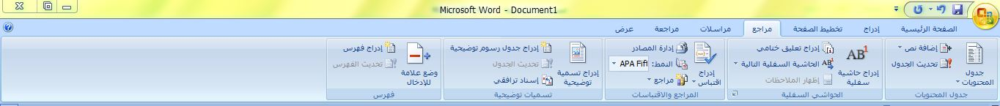 Microsoft Word - Document1
الصفحة الرئيسية إدراج تخطيط الصفحة مراجع مراسلات مراجعة عرض
جدول المحتويات
إضافة نص
تحديث الجدول
جدول المحتويات
إدراج حاشية سفلية
AB1
إدراج تعليق ختامي
الحاشية السفلية التالية
AB
إظهار الملاحظات
الحواشي السفلية
إدراج اقتباس
إدارة المصادر
النمط: APA Fift
مراجع
المراجع والاقتباسات
إدراج تسمية توضيحية
إدراج جدول رسوم توضيحية
تحديث الجدول
إسناد ترافقي
تسميات توضيحية
وضع علامة للإدخال
إدراج فهرس
تحديث الفهرس
فهرس